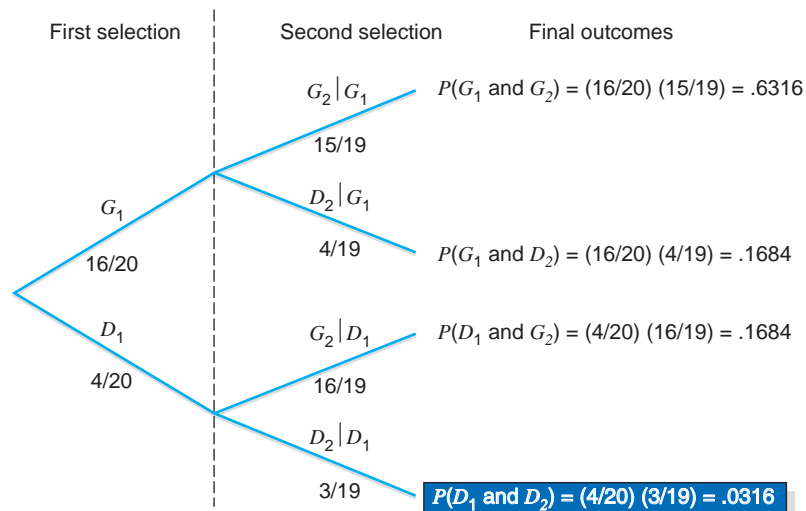 First selection Second selection Final outcomes
G₂|G₁ P(G₁ and G₂) = (16/20) (15/19) = .6316
15/19
G₁ D₂|G₁
16/20 4/19 P(G₁ and D₂) = (16/20) (4/19) = .1684
D₁ G₂|D₁ P(D₁ and G₂) = (4/20) (16/19) = .1684
4/20 16/19
D₂|D₁
3/19 P(D₁ and D₂) = (4/20) (3/19) = .0316